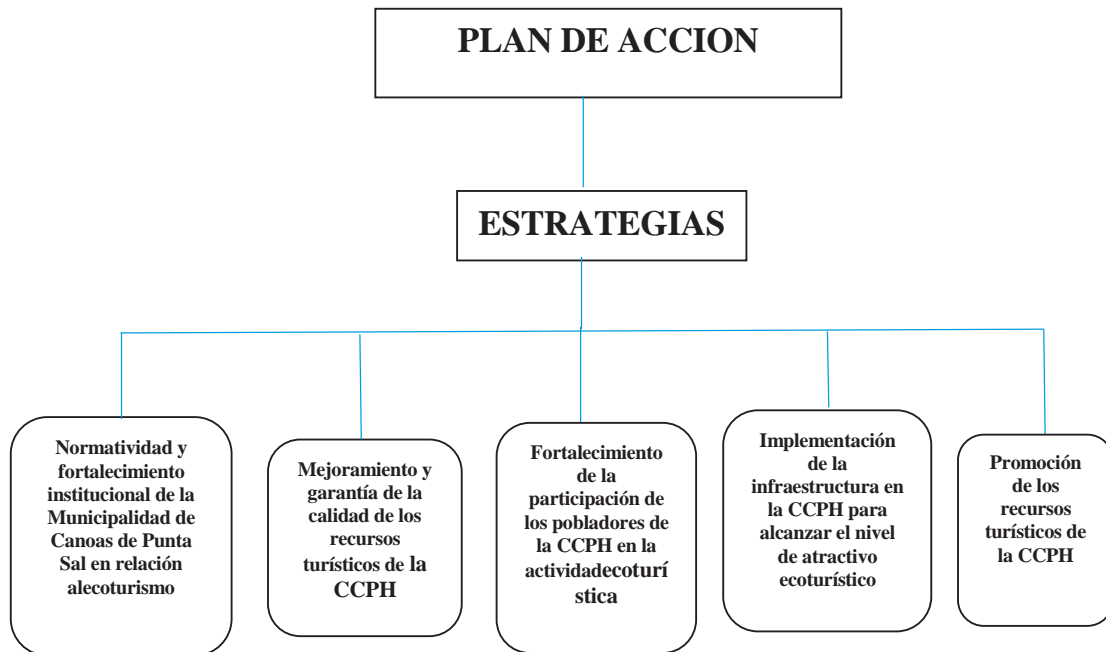 PLAN DE ACCION
ESTRATEGIAS
Normatividad y
fortalecimiento
institucional de la
Municipalidad de
Canoas de Punta
Sal en relación
alecoturismo
Mejoramiento y
garantía de la
calidad de los
recursos
turísticos de la
CCPH
Fortalecimiento
de la
participación de
los pobladores de
la CCPH en la
actividadecoturí
stica
Implementación
de la
infraestructura en
la CCPH para
alcanzar el nivel
de atractivo
ecoturístico
Promoción
de los
recursos
turísticos de
la CCPH